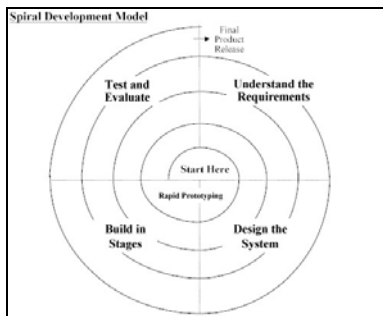 Spiral Development Model
Final
Product
Release
Test and
Evaluate
Understand the
Requirements
Start Here
Rapid Prototyping
Build in
Stages
Design the
System